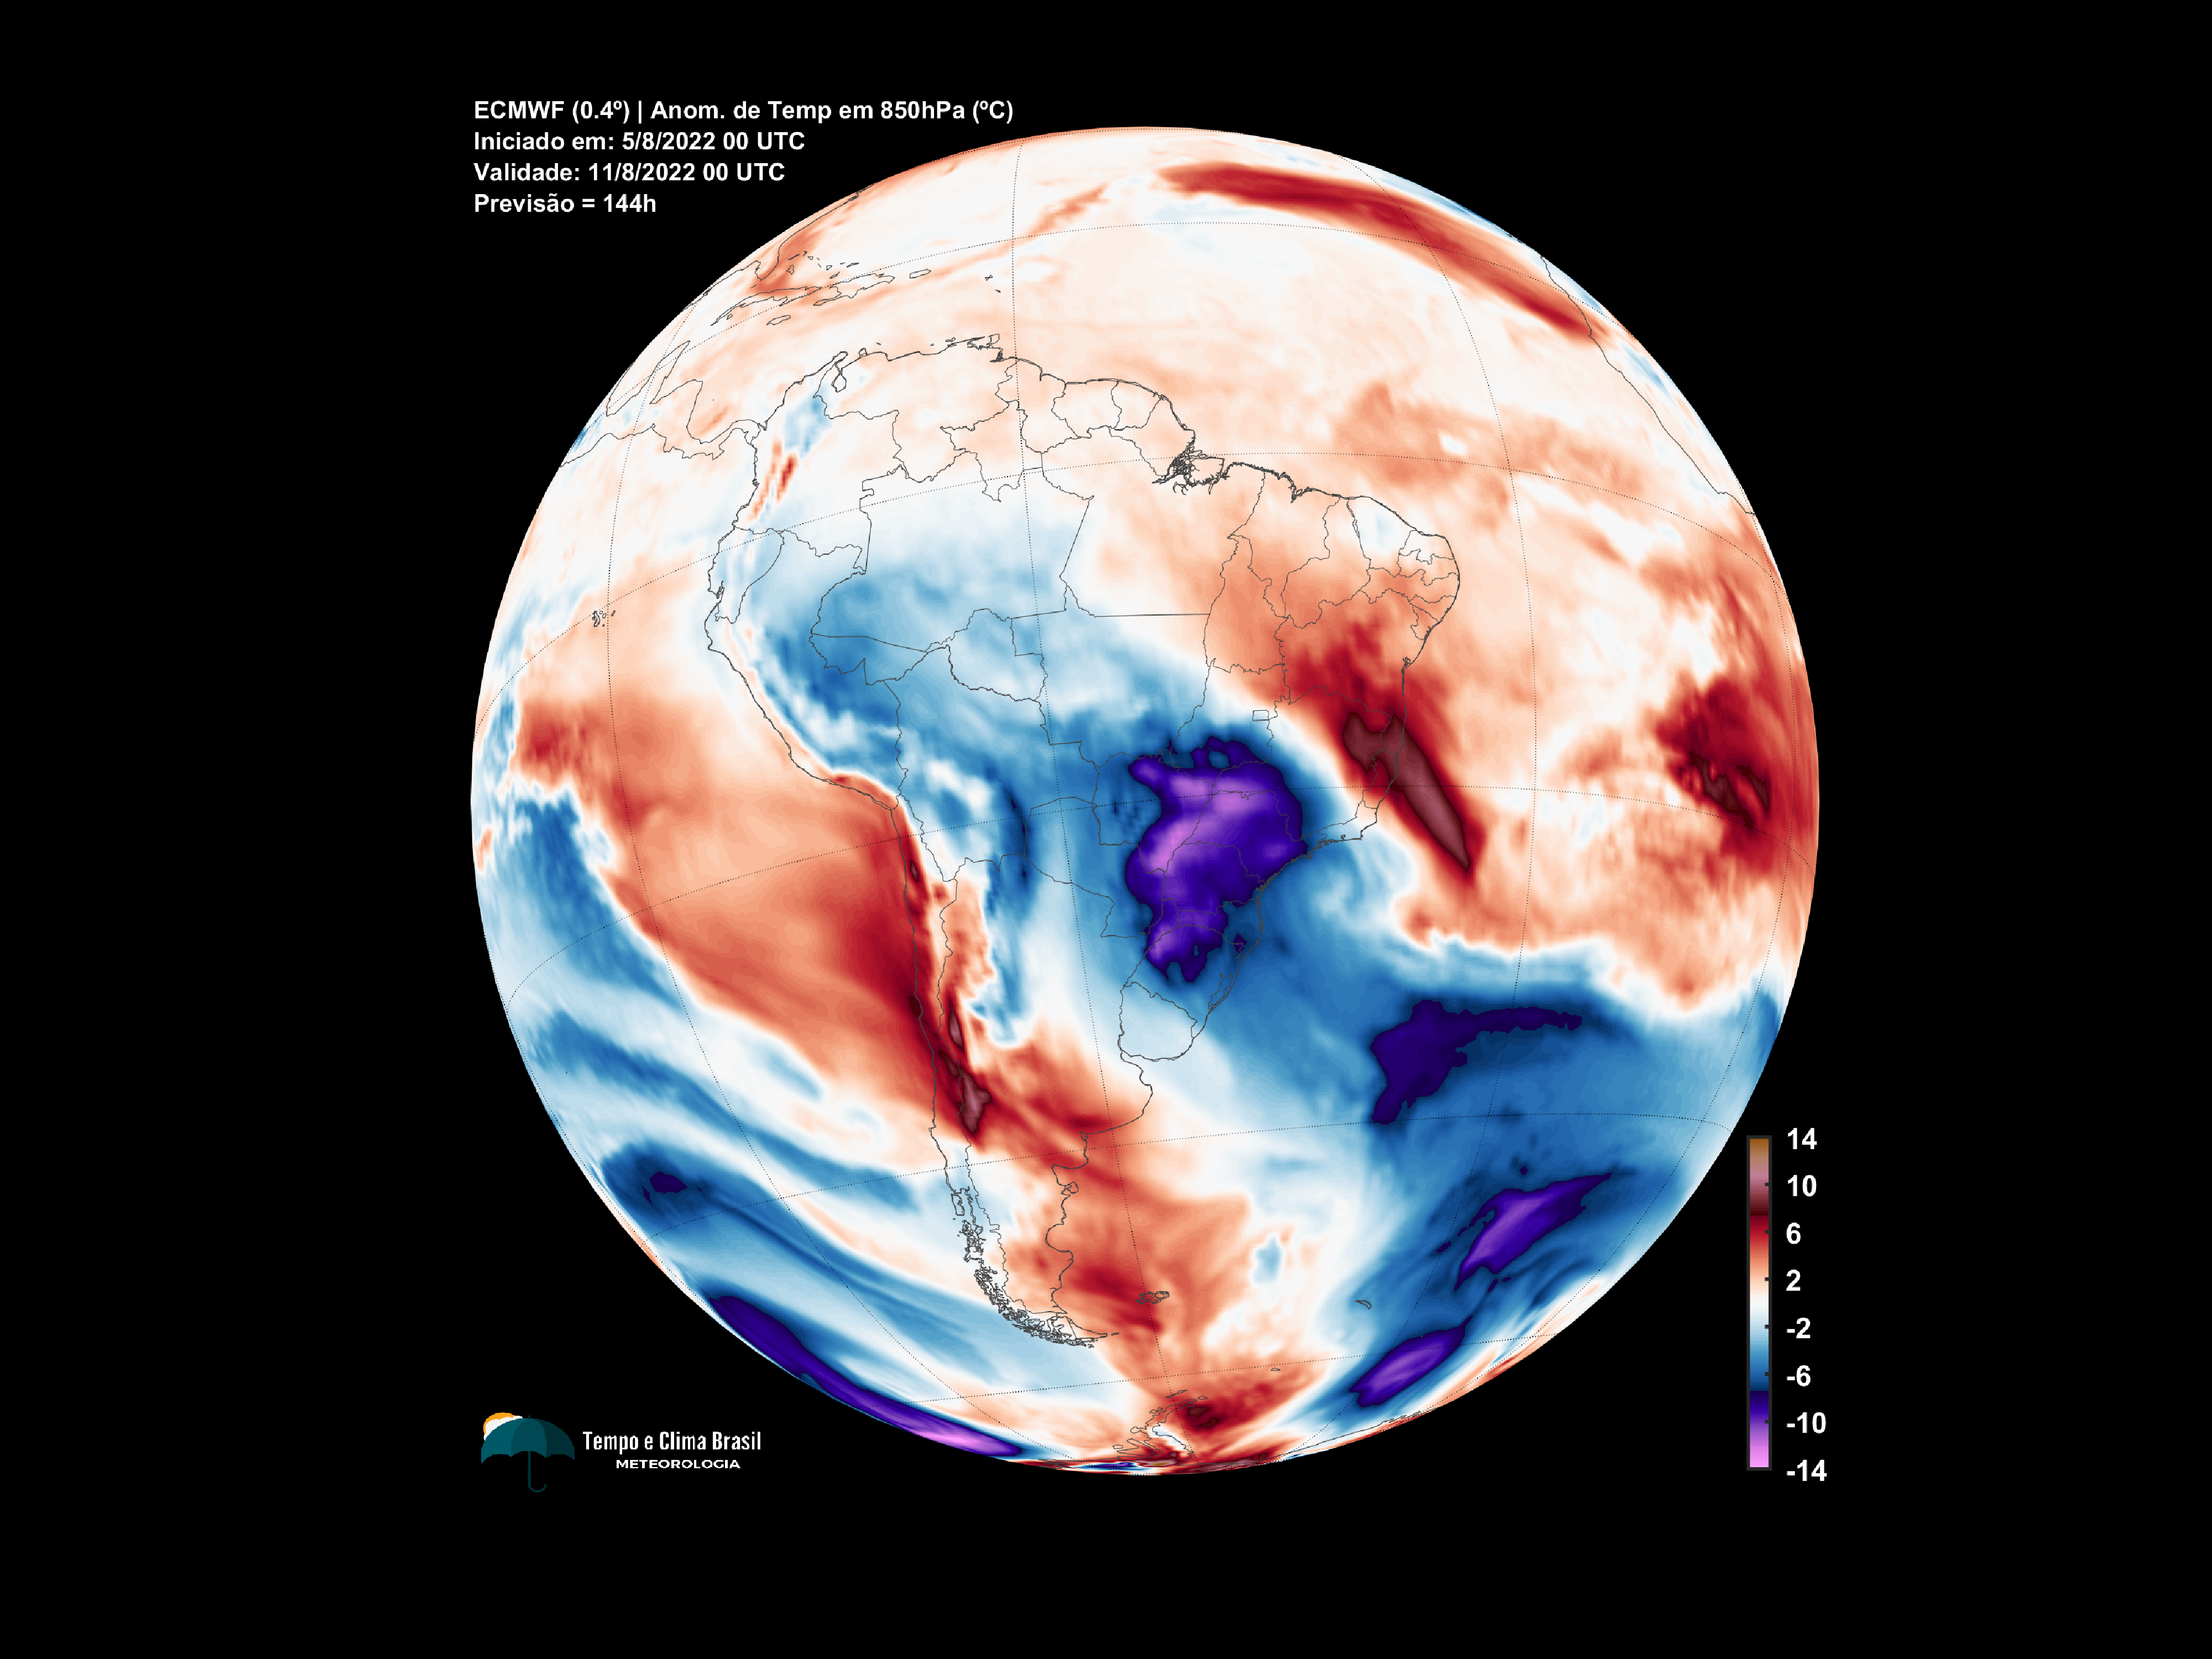 ECMWF (0.4º) | Anom. de Temp em 850hPa (ºC)
Iniciado em: 5/8/2022 00 UTC
Validade: 11/8/2022 00 UTC
Previsão = 144h
14
10
6
2
-2
-6
-10
-14
Tempo e Clima Brasil
METEOROLOGIA